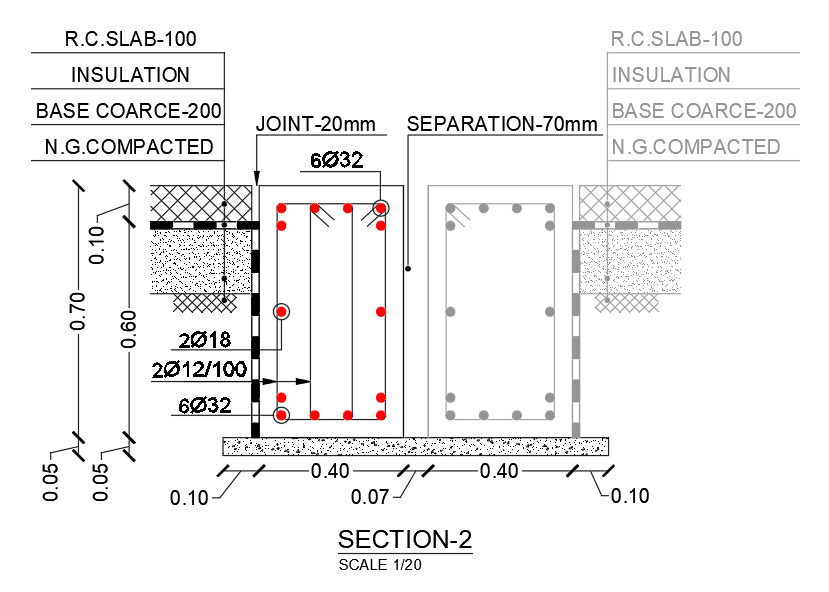 R.C.SLAB-100
INSULATION
BASE COARCE-200
N.G.COMPACTED
JOINT-20mm
SEPARATION-70mm
R.C.SLAB-100
INSULATION
BASE COARCE-200
N.G.COMPACTED
6Ø32
0.10
0.70
0.60
2Ø18
2Ø12/100
6Ø32
0.05
0.05
0.10
0.40
0.07
0.40
0.10
SECTION-2
SCALE 1/20